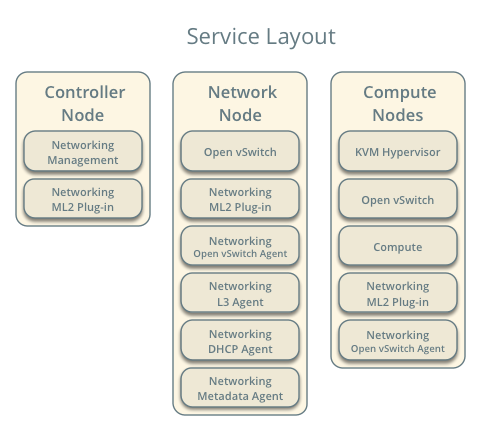 Service Layout
Controller
Node
Networking
Management
Networking
ML2 Plug-in
Network
Node
Open vSwitch
Networking
ML2 Plug-in
Networking
Open vSwitch Agent
Networking
L3 Agent
Networking
DHCP Agent
Networking
Metadata Agent
Compute
Nodes
KVM Hypervisor
Open vSwitch
Compute
Networking
ML2 Plug-in
Networking
Open vSwitch Agent